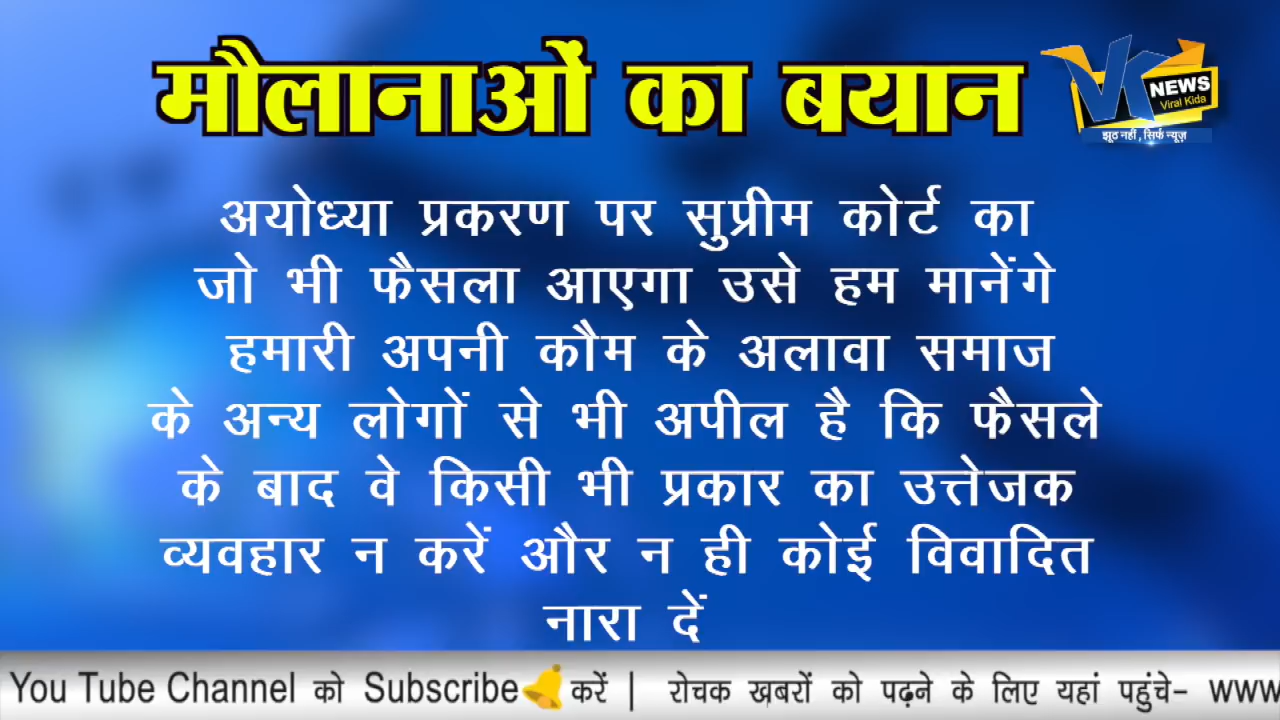 मौलानाओं का बयान
NEWS
Viral Kida
झूठ नहीं, सिर्फ न्यूज़
अयोध्या प्रकरण पर सुप्रीम कोर्ट का
जो भी फैसला आएगा उसे हम मानेंगे
हमारी अपनी कौम के अलावा समाज
के अन्य लोगों से भी अपील है कि फैसले
के बाद वे किसी भी प्रकार का उत्तेजक
व्यवहार न करें और न ही कोई विवादित
नारा दें
You Tube Channel को Subscribe करें | रोचक ख़बरों को पढ़ने के लिए यहां पहुंचे- www